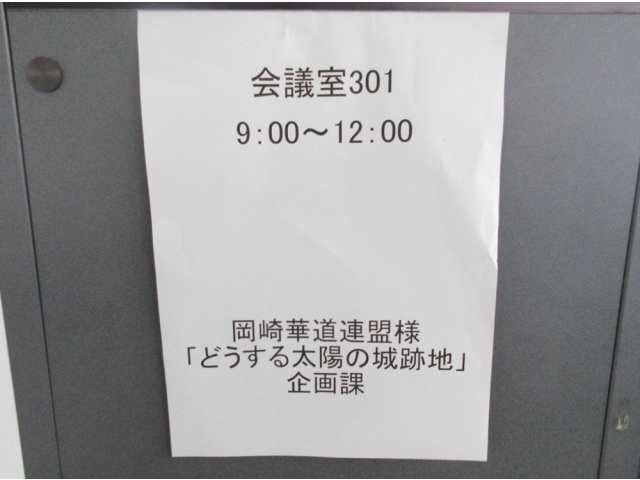 会議室301
9:00～12:00
岡崎華道連盟様
「どうする太陽の城跡地」
企画課